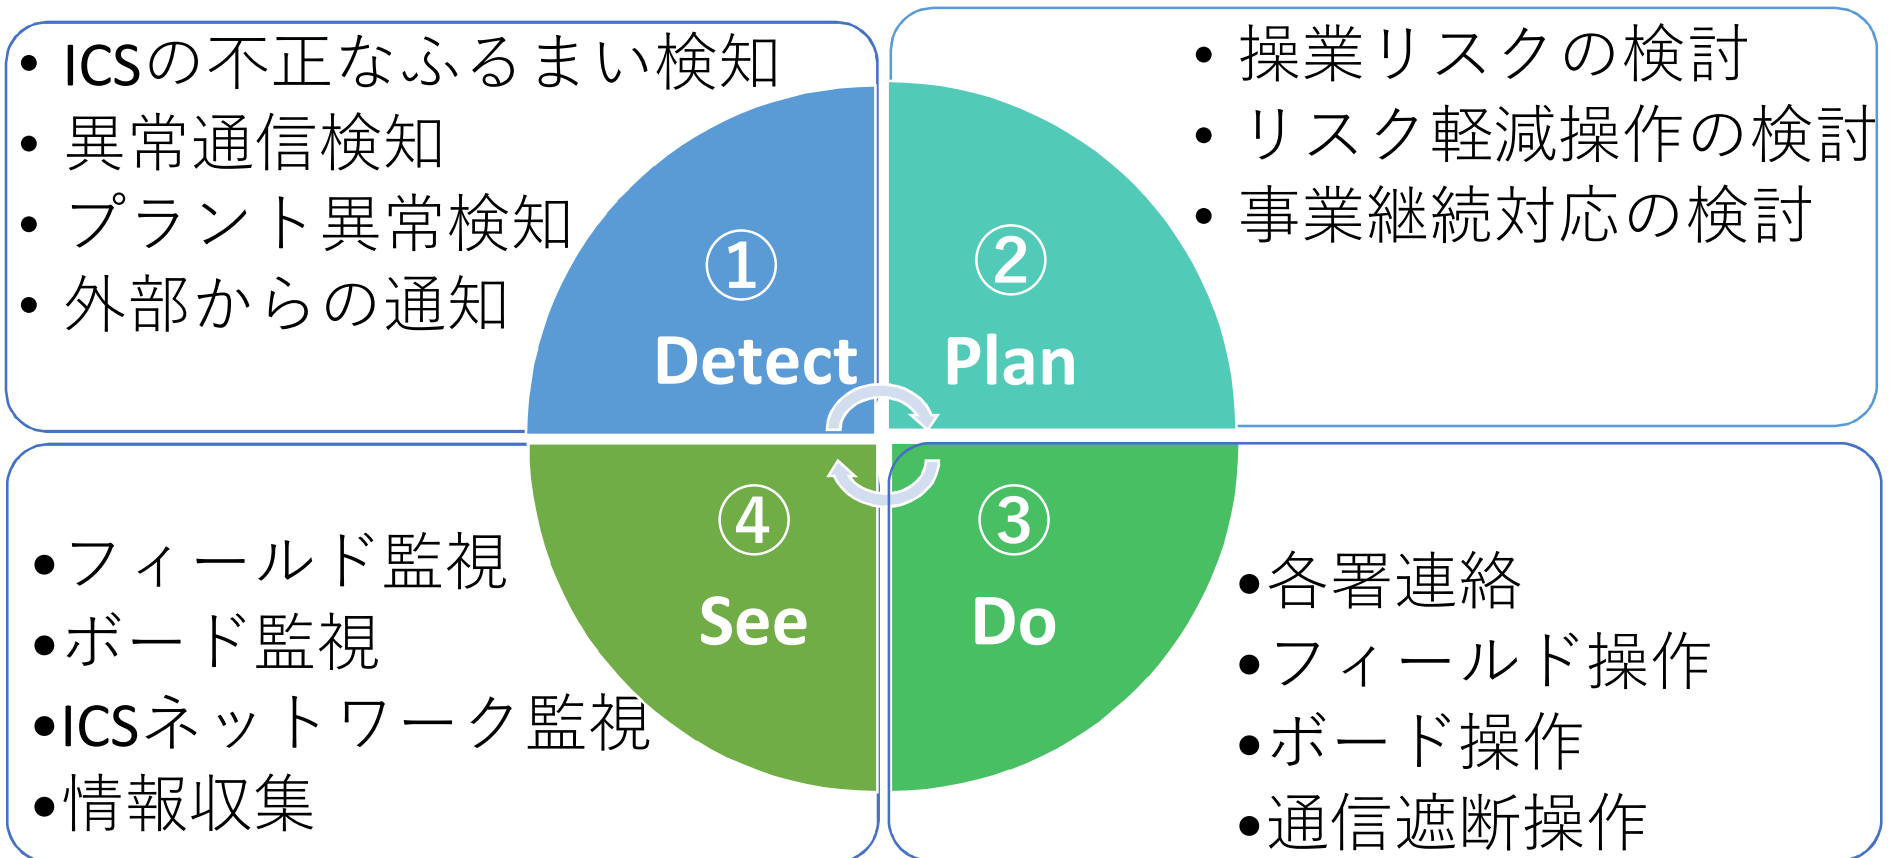 • ICSの不正なふるまい検知
• 異常通信検知
• プラント異常検知
• 外部からの通知
①
Detect
• 操業リスクの検討
• リスク軽減操作の検討
• 事業継続対応の検討
②
Plan
•各署連絡
•フィールド操作
•ボード操作
•通信遮断操作
③
Do
•フィールド監視
•ボード監視
•ICSネットワーク監視
•情報収集
④
See